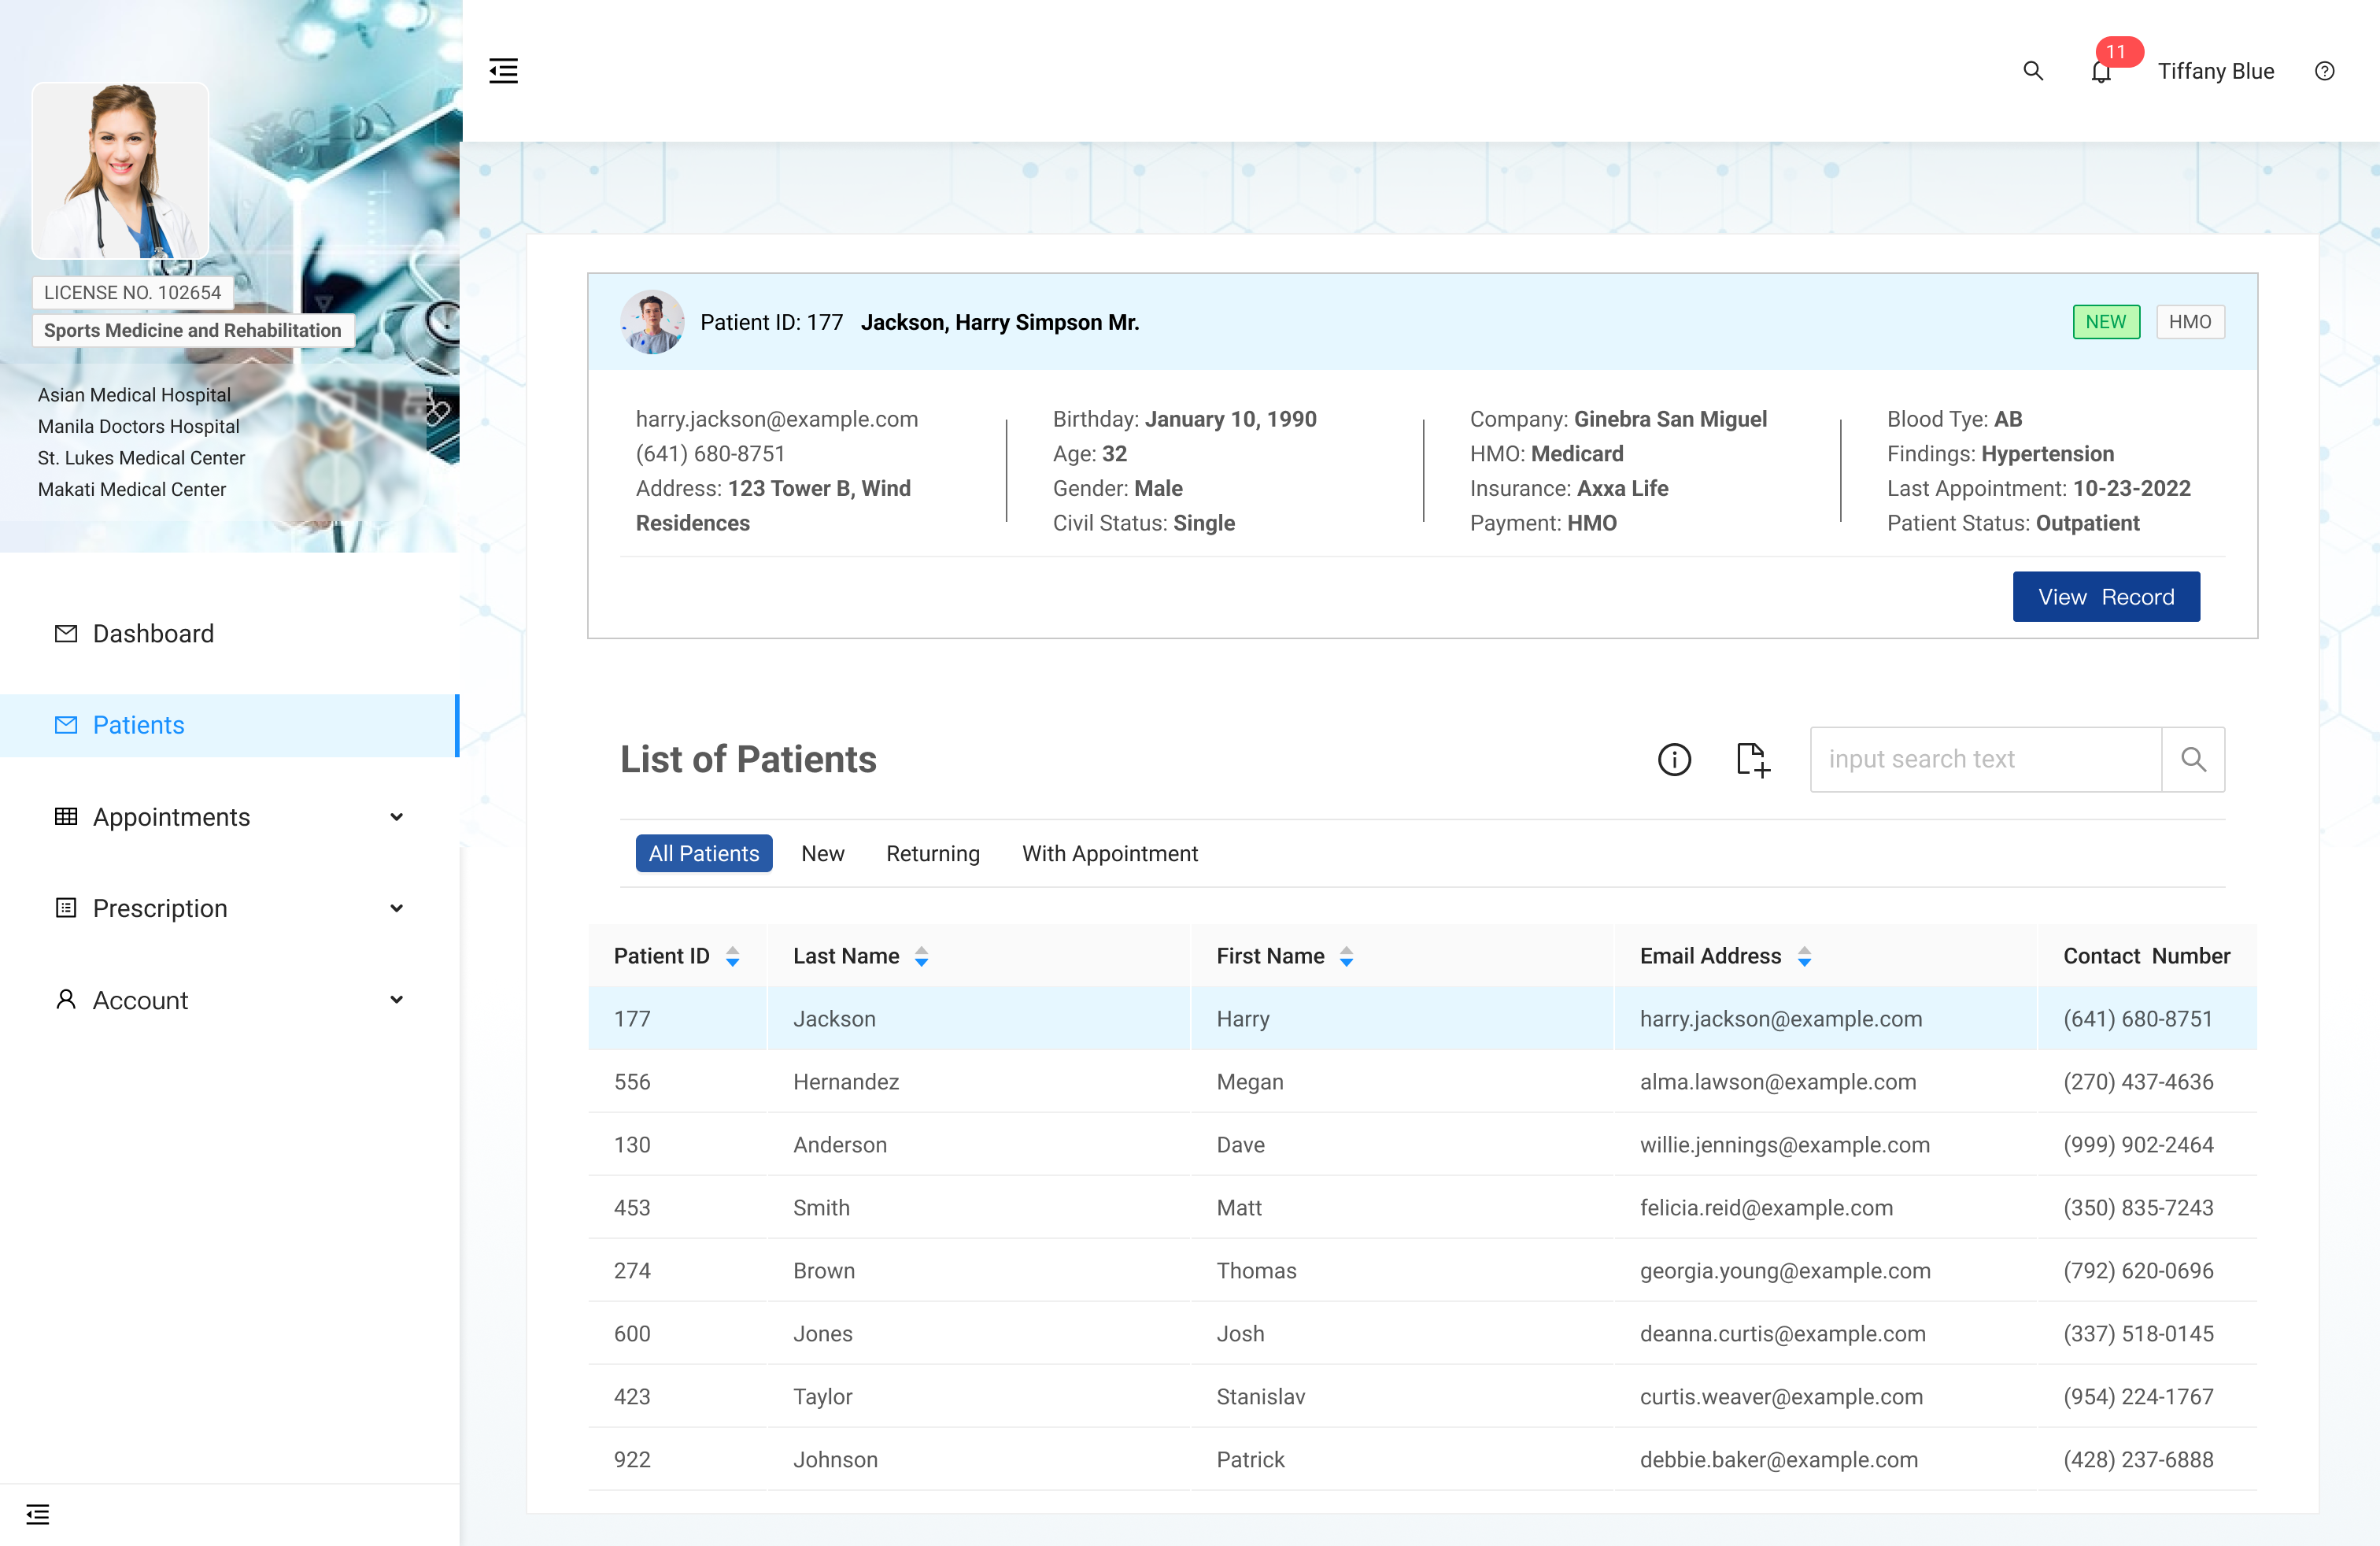 11
Tiffany Blue
LICENSE NO. 102654
Sports Medicine and Rehabilitation
Asian Medical Hospital
Manila Doctors Hospital
St. Lukes Medical Center
Makati Medical Center
Dashboard
Patients
Appointments
Prescription
Account
Patient ID: 177 Jackson, Harry Simpson Mr.
NEW HMO
harry.jackson@example.com
(641) 680-8751
Address: 123 Tower B, Wind
Residences
Birthday: January 10, 1990
Age: 32
Gender: Male
Civil Status: Single
Company: Ginebra San Miguel
HMO: Medicard
Insurance: Axxa Life
Payment: HMO
Blood Tye: AB
Findings: Hypertension
Last Appointment: 10-23-2022
Patient Status: Outpatient
View Record
List of Patients
input search text
All Patients New Returning With Appointment
Patient ID Last Name First Name Email Address Contact Number
177 Jackson Harry harry.jackson@example.com (641) 680-8751
556 Hernandez Megan alma.lawson@example.com (270) 437-4636
130 Anderson Dave willie.jennings@example.com (999) 902-2464
453 Smith Matt felicia.reid@example.com (350) 835-7243
274 Brown Thomas georgia.young@example.com (792) 620-0696
600 Jones Josh deanna.curtis@example.com (337) 518-0145
423 Taylor Stanislav curtis.weaver@example.com (954) 224-1767
922 Johnson Patrick debbie.baker@example.com (428) 237-6888